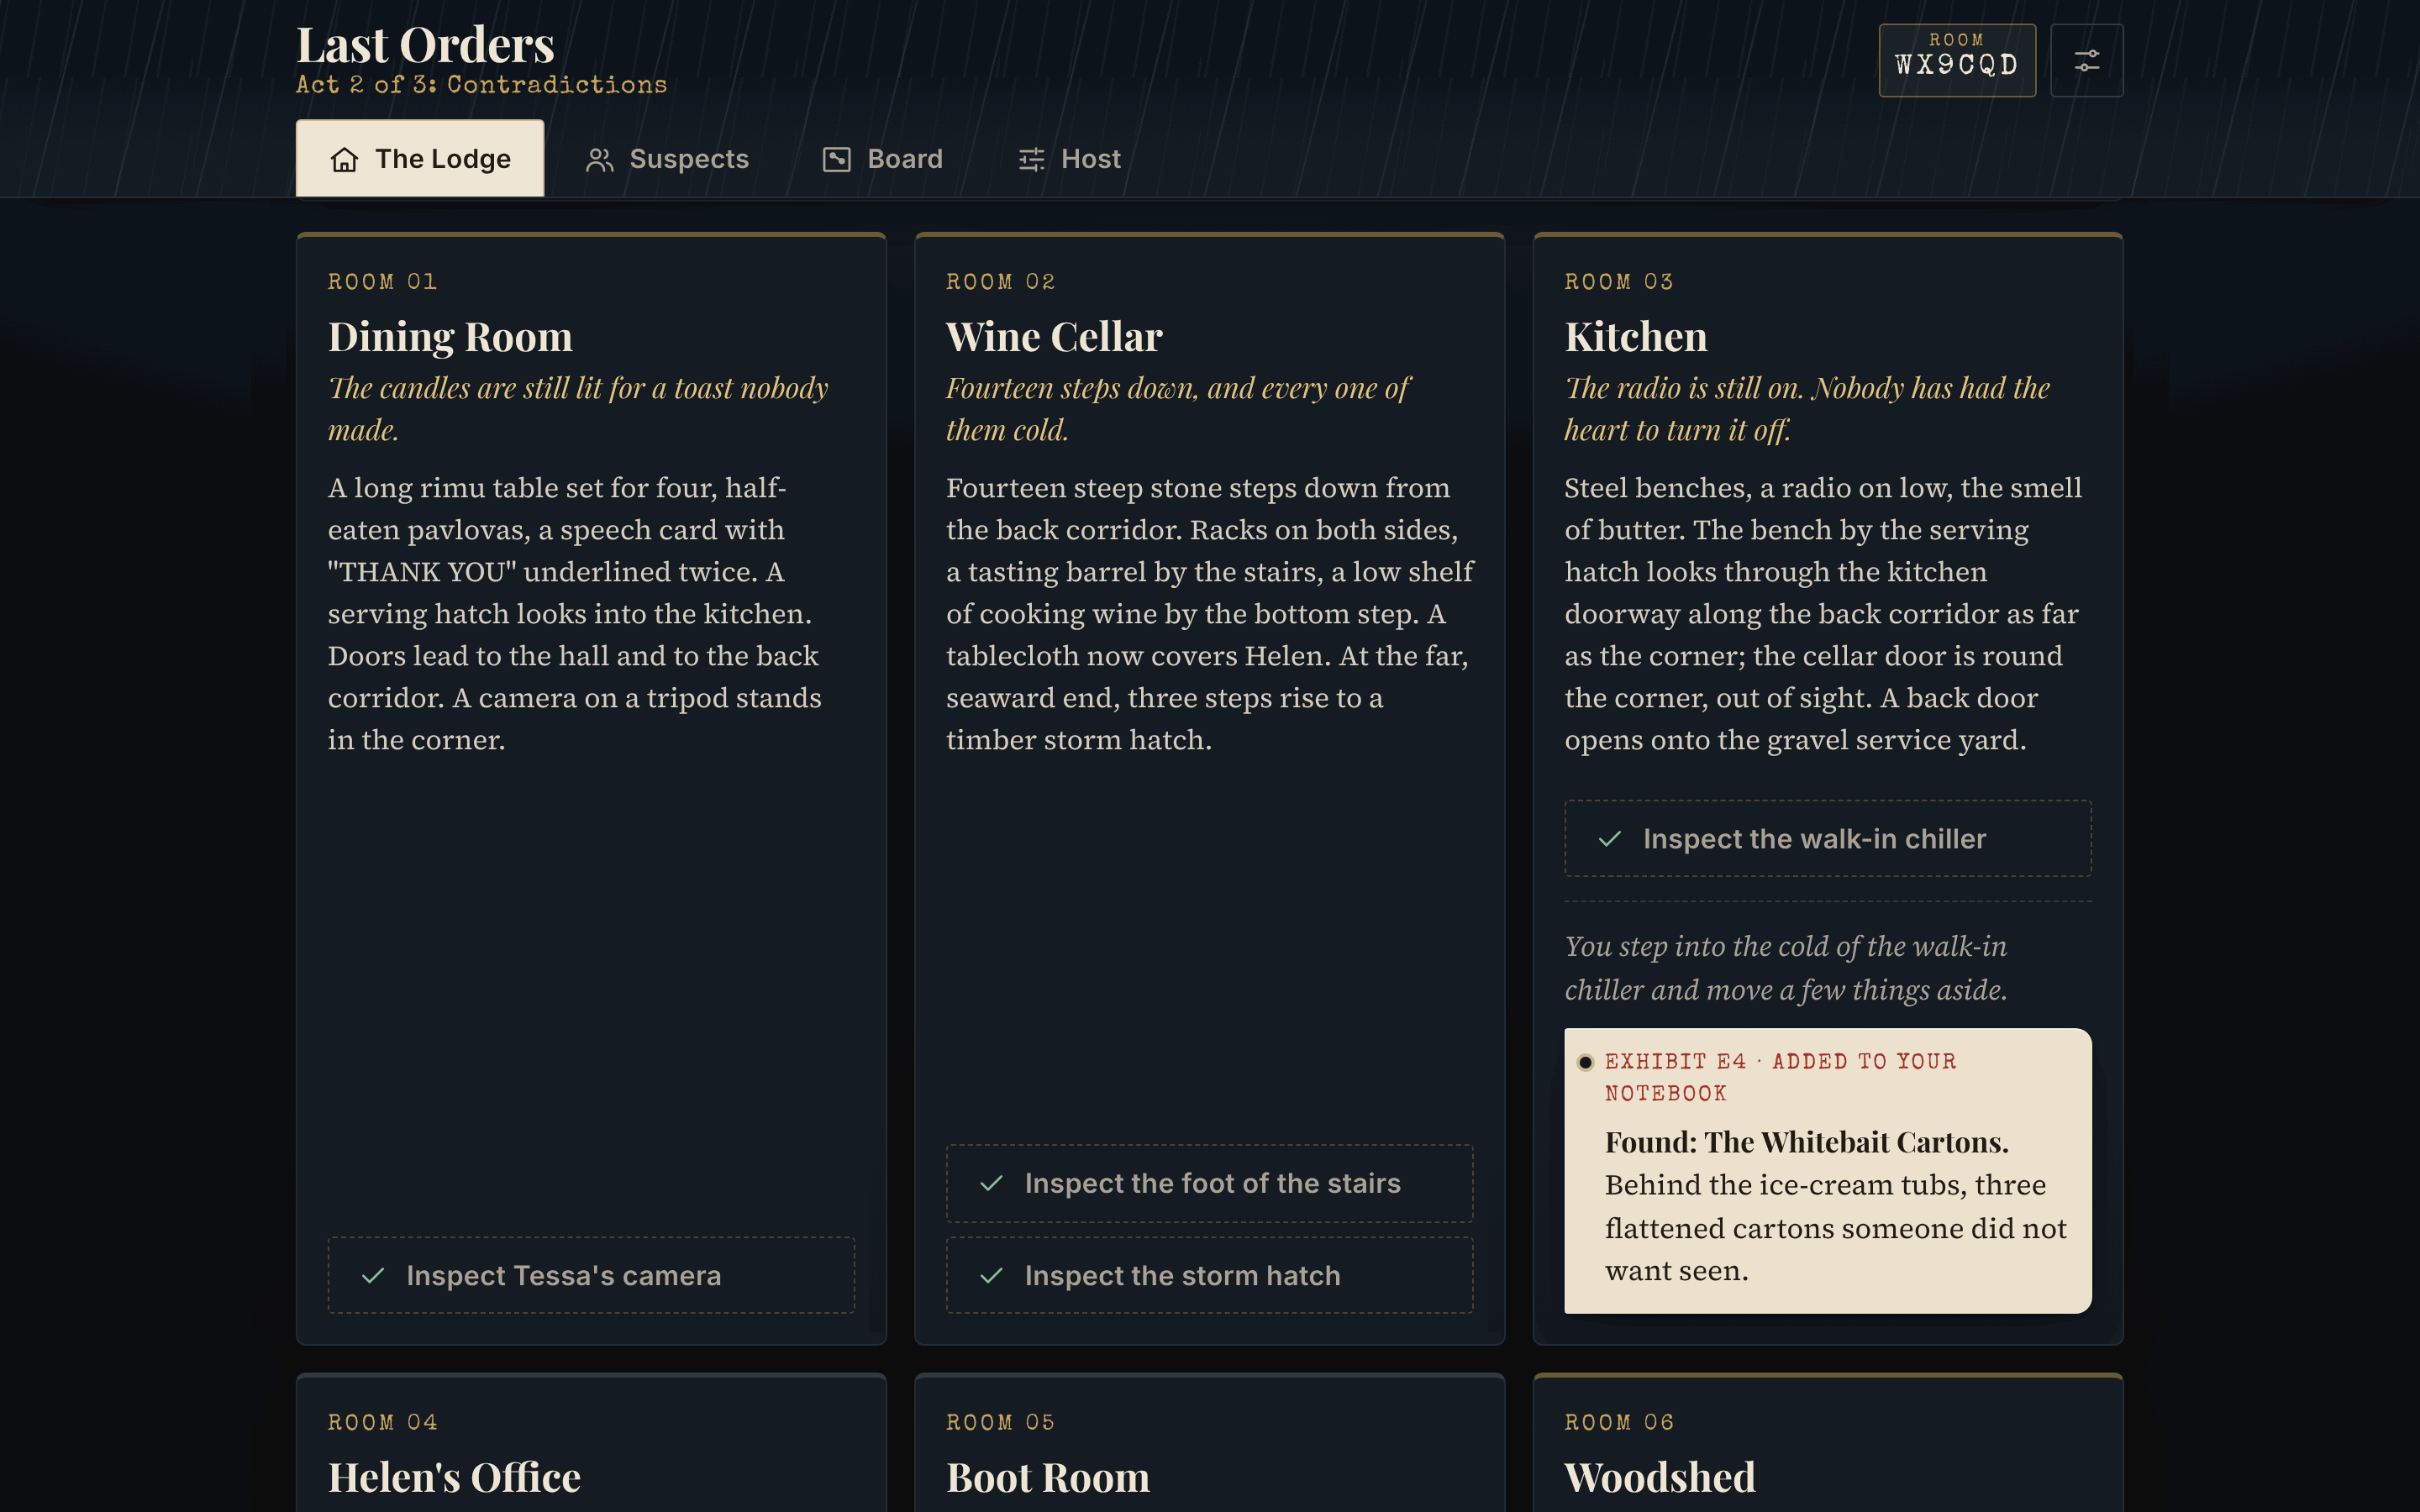 Last Orders
Act 2 of 3: Contradictions
ROOM
WX9CQD
The Lodge
Suspects
Board
Host
ROOM 01
Dining Room
The candles are still lit for a toast nobody
made.
A long rimu table set for four, half-
eaten pavlovas, a speech card with
"THANK YOU" underlined twice. A
serving hatch looks into the kitchen.
Doors lead to the hall and to the back
corridor. A camera on a tripod stands
in the corner.
Inspect Tessa's camera
ROOM 02
Wine Cellar
Fourteen steps down, and every one of
them cold.
Fourteen steep stone steps down from
the back corridor. Racks on both sides,
a tasting barrel by the stairs, a low shelf
of cooking wine by the bottom step. A
tablecloth now covers Helen. At the far,
seaward end, three steps rise to a
timber storm hatch.
Inspect the foot of the stairs
Inspect the storm hatch
ROOM 03
Kitchen
The radio is still on. Nobody has had the
heart to turn it off.
Steel benches, a radio on low, the smell
of butter. The bench by the serving
hatch looks through the kitchen
doorway along the back corridor as far
as the corner; the cellar door is round
the corner, out of sight. A back door
opens onto the gravel service yard.
Inspect the walk-in chiller
You step into the cold of the walk-in
chiller and move a few things aside.
EXHIBIT E4 · ADDED TO YOUR
NOTEBOOK
Found: The Whitebait Cartons.
Behind the ice-cream tubs, three
flattened cartons someone did not
want seen.
ROOM 04
Helen's Office
ROOM 05
Boot Room
ROOM 06
Woodshed